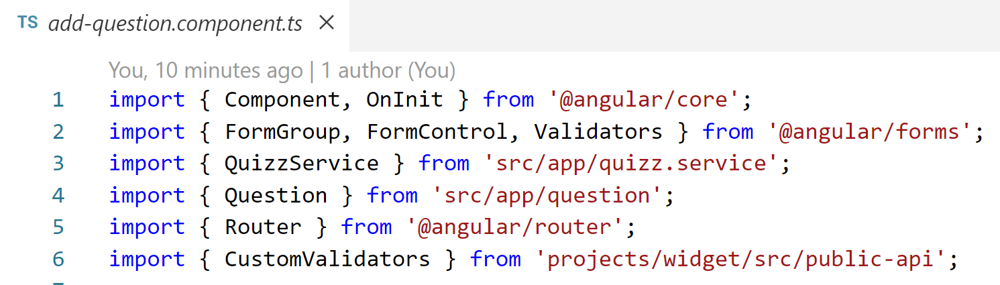 TS add-question.component.ts ×
You, 10 minutes ago | 1 author (You)
1 import { Component, OnInit } from '@angular/core';
2 import { FormGroup, FormControl, Validators } from '@angular/forms';
3 import { QuizzService } from 'src/app/quizz.service';
4 import { Question } from 'src/app/question';
5 import { Router } from '@angular/router';
6 import { CustomValidators } from 'projects/widget/src/public-api';